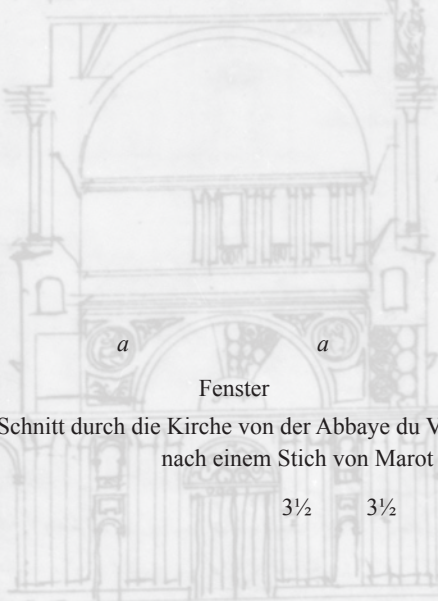 a a
Fenster
Schnitt durch die Kirche von der Abbaye du V
nach einem Stich von Marot
3½ 3½